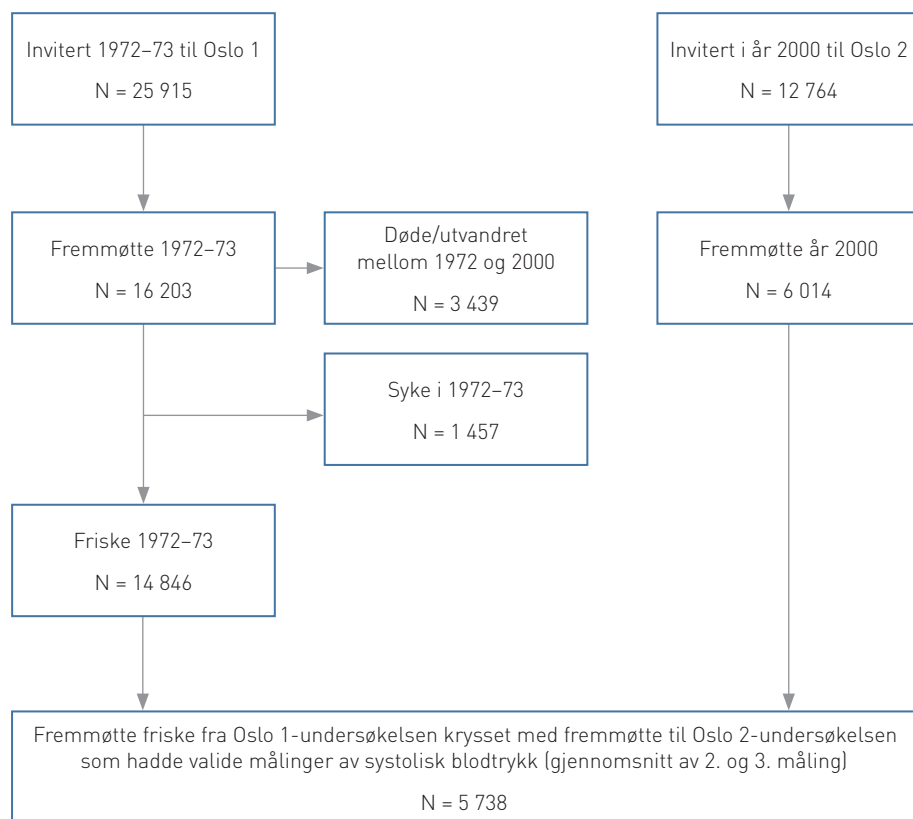 Invitert 1972–73 til Oslo 1
N = 25 915
Invitert i år 2000 til Oslo 2
N = 12 764
Fremmøtte 1972–73
N = 16 203
Døde/utvandret
mellom 1972 og 2000
N = 3 439
Fremmøtte år 2000
N = 6 014
Syke i 1972–73
N = 1 457
Friske 1972–73
N = 14 846
Fremmøtte friske fra Oslo 1-undersøkelsen krysset med fremmøtte til Oslo 2-undersøkelsen
som hadde valide målinger av systolisk blodtrykk (gjennomsnitt av 2. og 3. måling)
N = 5 738